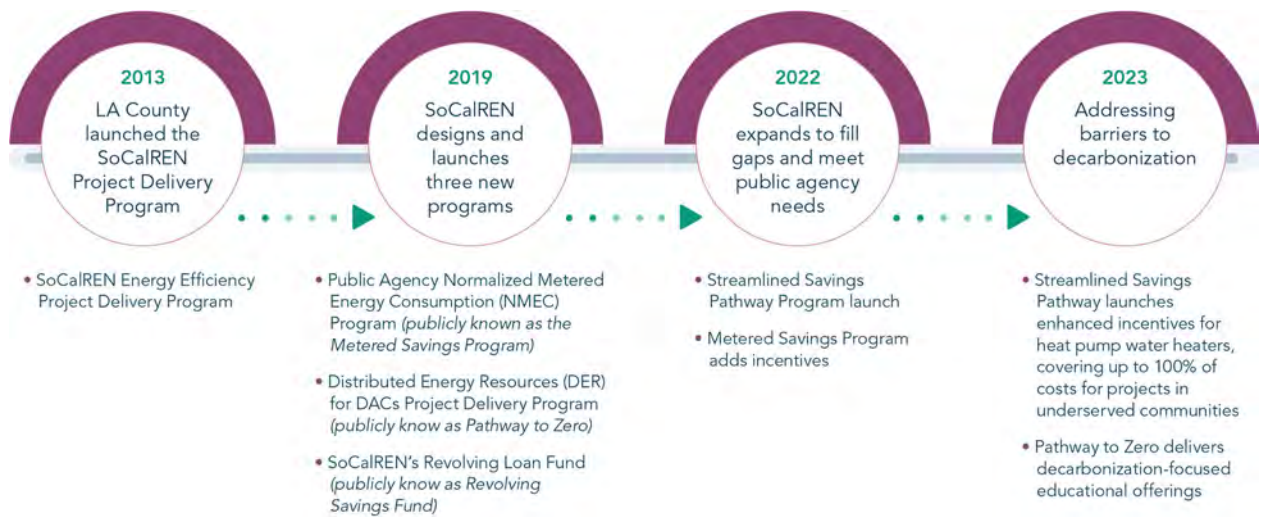 2013
LA County
launched the
SoCalREN
Project Delivery
Program
• SoCalREN Energy Efficiency
Project Delivery Program
2019
SoCalREN
designs and
launches
three new
programs
• Public Agency Normalized Metered
Energy Consumption (NMEC)
Program (publicly known as the
Metered Savings Program)
• Distributed Energy Resources (DER)
for DACs Project Delivery Program
(publicly know as Pathway to Zero)
• SoCalREN's Revolving Loan Fund
(publicly know as Revolving
Savings Fund)
2022
SoCalREN
expands to fill
gaps and meet
public agency
needs
• Streamlined Savings
Pathway Program launch
• Metered Savings Program
adds incentives
2023
Addressing
barriers to
decarbonization
• Streamlined Savings
Pathway launches
enhanced incentives for
heat pump water heaters,
covering up to 100% of
costs for projects in
underserved communities
• Pathway to Zero delivers
decarbonization-focused
educational offerings